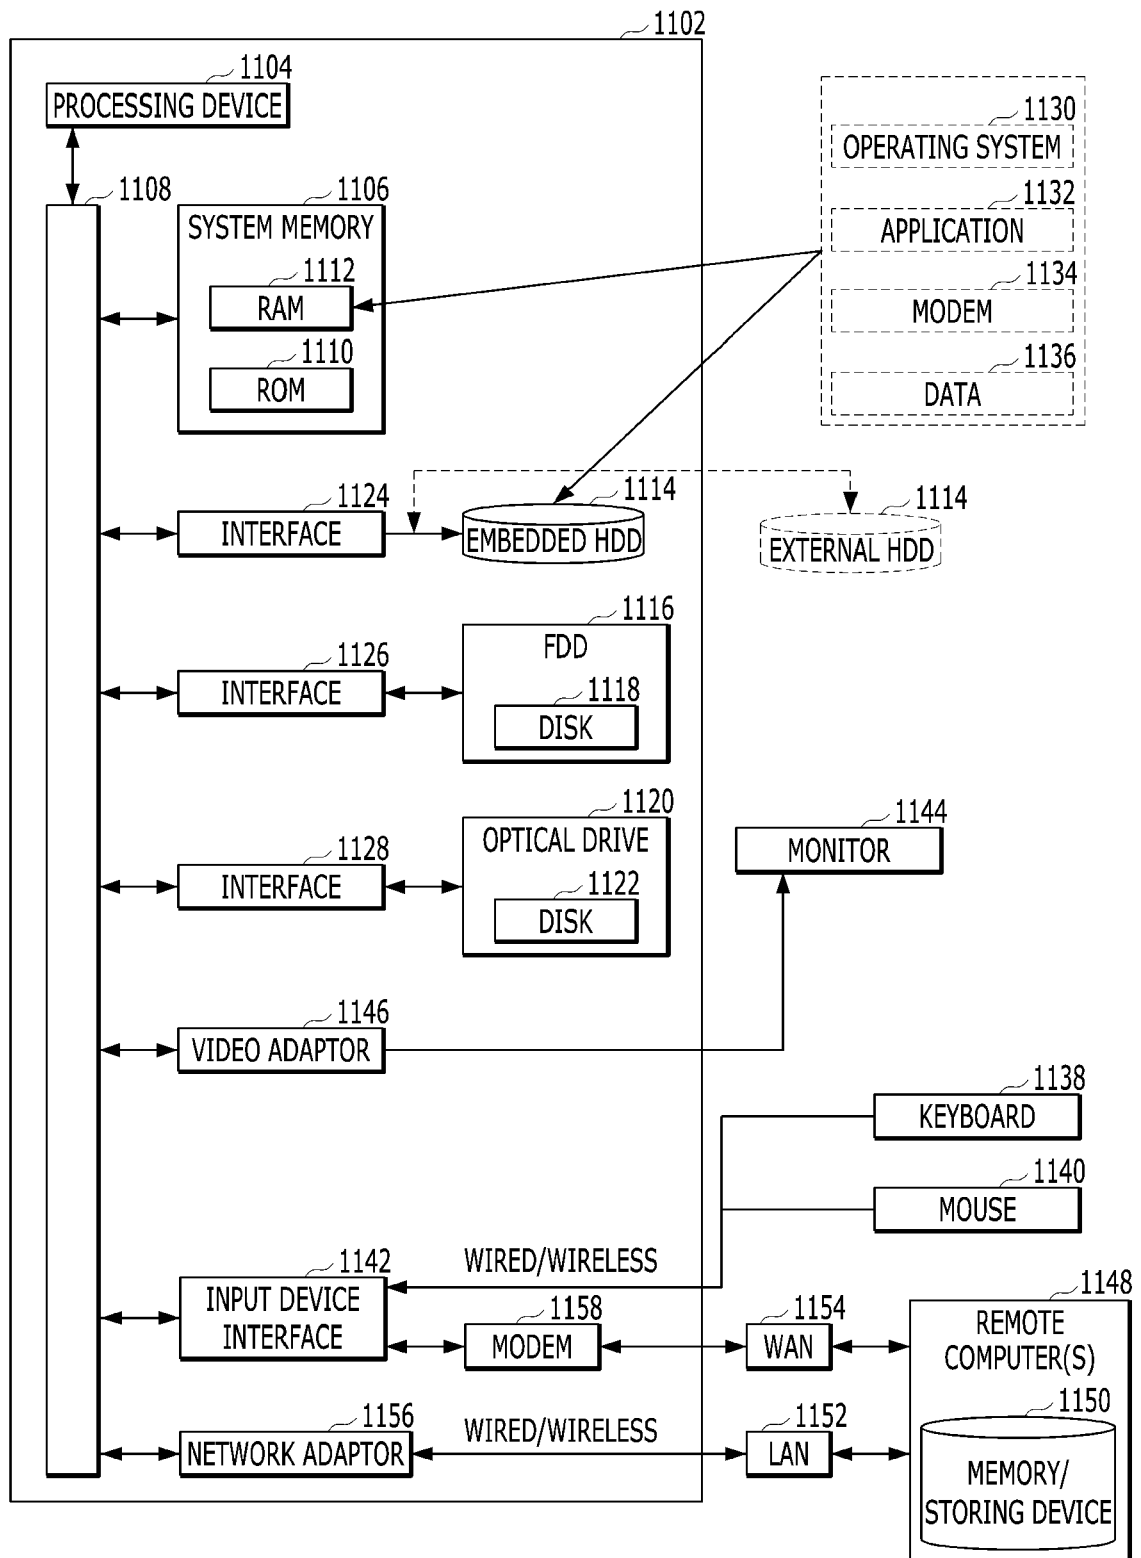 1102
1104
PROCESSING DEVICE
1108
1106
SYSTEM MEMORY
1112
RAM
1110
ROM
1130
OPERATING SYSTEM
1132
APPLICATION
1134
MODEM
1136
DATA
1124
INTERFACE
1114
EMBEDDED HDD
1114
EXTERNAL HDD
1126
INTERFACE
1116
FDD
1118
DISK
1128
INTERFACE
1120
OPTICAL DRIVE
1122
DISK
1144
MONITOR
1146
VIDEO ADAPTOR
1138
KEYBOARD
1140
MOUSE
1142
INPUT DEVICE
INTERFACE
WIRED/WIRELESS
1158
MODEM
1154
WAN
1148
REMOTE
COMPUTER(S)
1156
NETWORK ADAPTOR
WIRED/WIRELESS
1152
LAN
1150
MEMORY/
STORING DEVICE